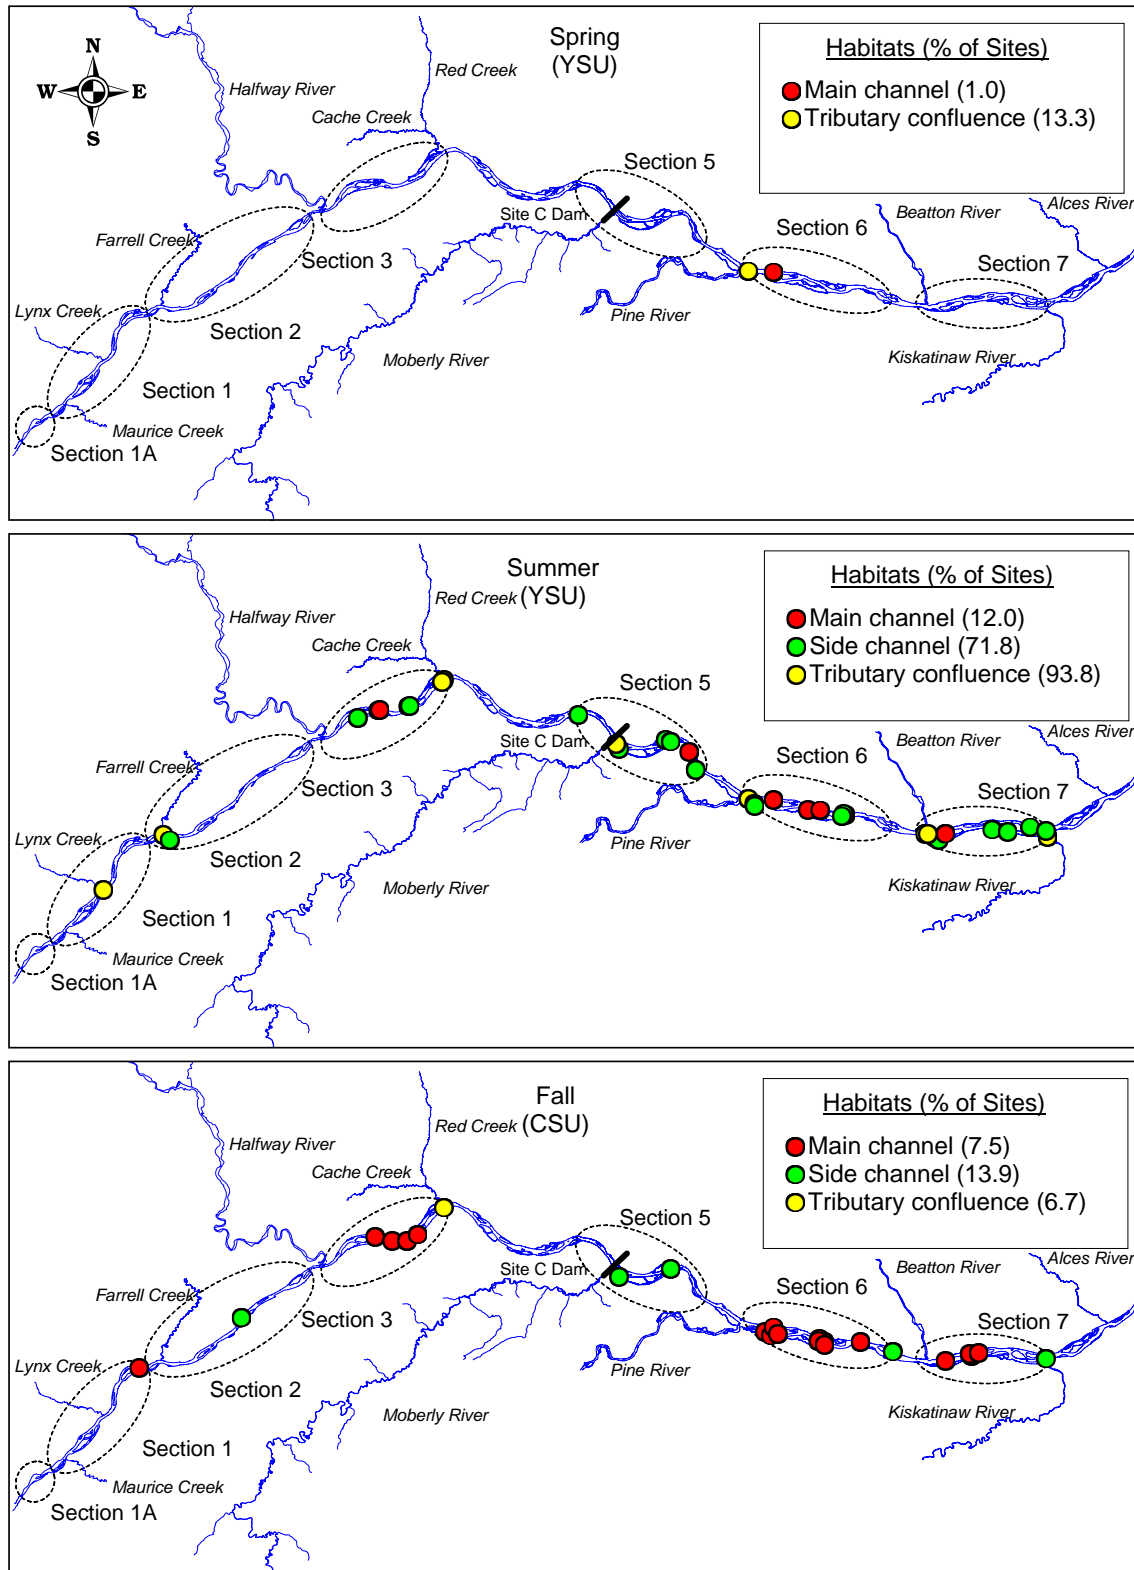 Spring
(YSU)
Habitats (% of Sites)
Main channel (1.0)
Tributary confluence (13.3)
N
W
E
S
Halfway River
Red Creek
Cache Creek
Section 5
Site C Dam
Beatton River
Alces River
Section 6
Farrell Creek
Section 3
Section 7
Lynx Creek
Section 2
Pine River
Moberly River
Kiskatinaw River
Section 1
Maurice Creek
Section 1A
Summer
(YSU)
Habitats (% of Sites)
Main channel (12.0)
Side channel (71.8)
Tributary confluence (93.8)
Halfway River
Red Creek
Cache Creek
Section 5
Site C Dam
Beatton River
Alces River
Section 6
Farrell Creek
Section 3
Section 7
Lynx Creek
Section 2
Pine River
Moberly River
Kiskatinaw River
Section 1
Maurice Creek
Section 1A
Fall
(CSU)
Habitats (% of Sites)
Main channel (7.5)
Side channel (13.9)
Tributary confluence (6.7)
Halfway River
Red Creek
Cache Creek
Section 5
Site C Dam
Beatton River
Alces River
Section 6
Farrell Creek
Section 3
Section 7
Lynx Creek
Section 2
Pine River
Moberly River
Kiskatinaw River
Section 1
Maurice Creek
Section 1A